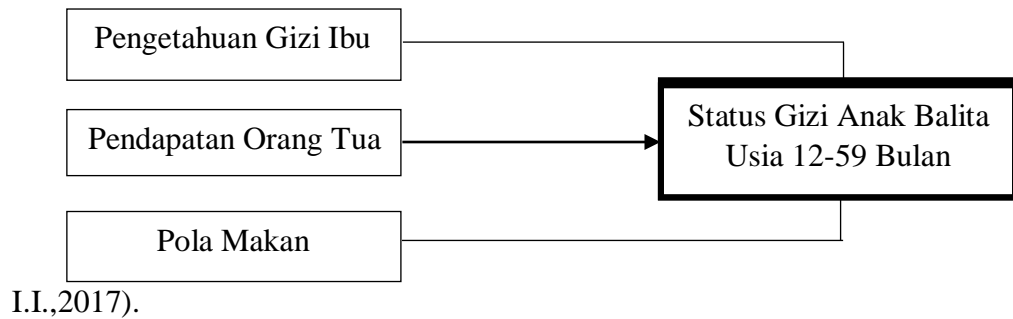 Pengetahuan Gizi Ibu
Pendapatan Orang Tua
Status Gizi Anak Balita
Usia 12-59 Bulan
Pola Makan
I.I.,2017).